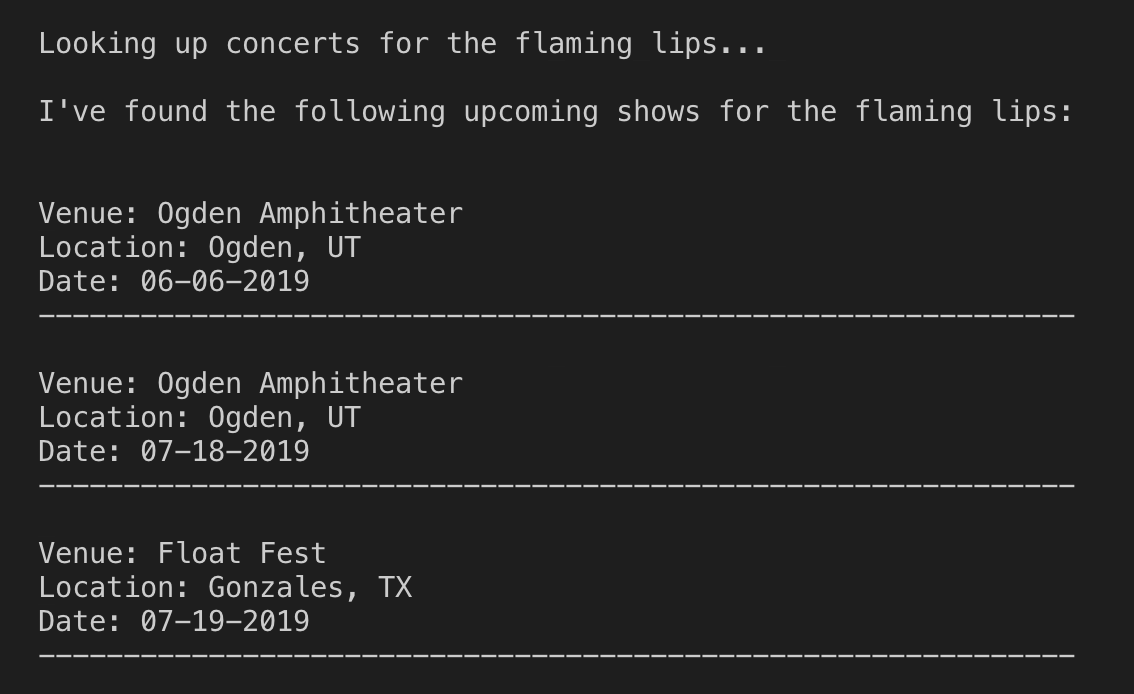 Looking up concerts for the flaming lips...
I've found the following upcoming shows for the flaming lips:
Venue: Ogden Amphitheater
Location: Ogden, UT
Date: 06-06-2019
-------------------------------------------------------------
Venue: Ogden Amphitheater
Location: Ogden, UT
Date: 07-18-2019
-------------------------------------------------------------
Venue: Float Fest
Location: Gonzales, TX
Date: 07-19-2019
-------------------------------------------------------------